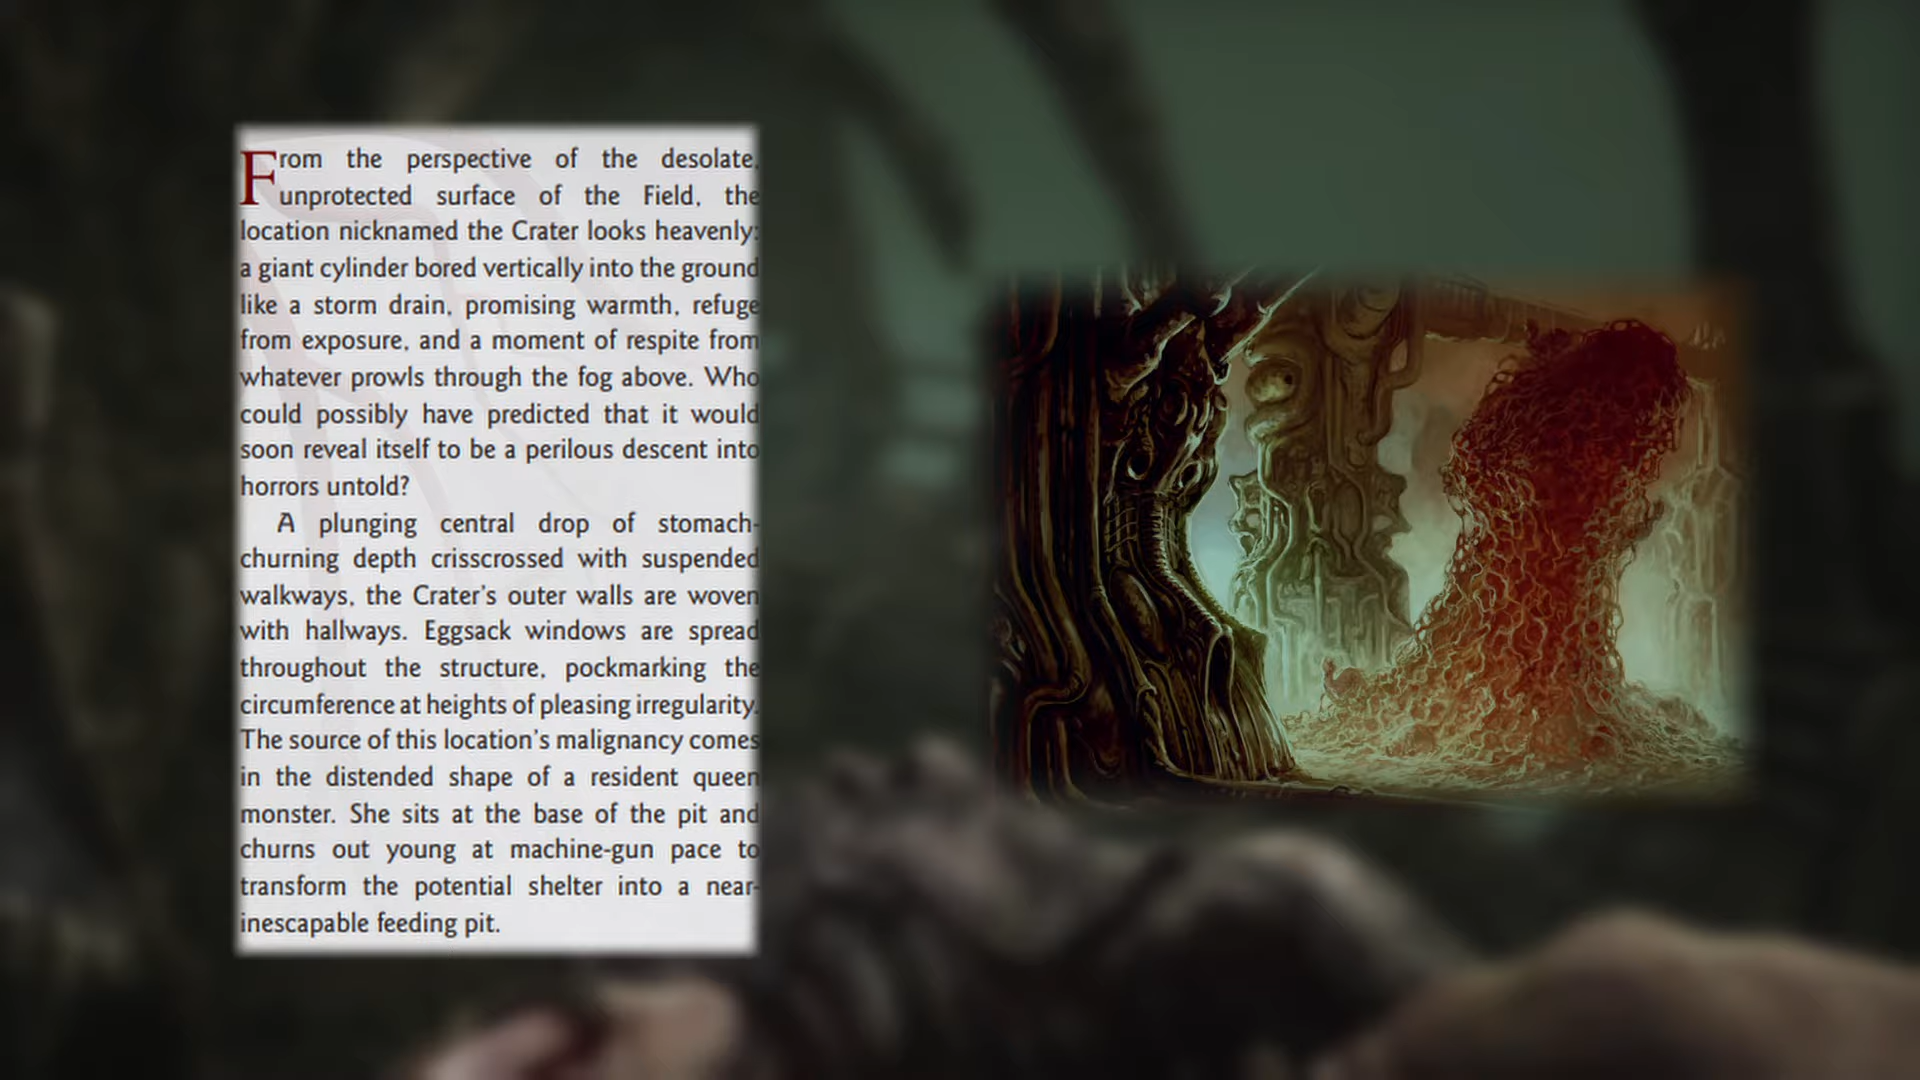 From the perspective of the desolate,
unprotected surface of the Field, the
location nicknamed the Crater looks heavenly:
a giant cylinder bored vertically into the ground
like a storm drain, promising warmth, refuge
from exposure, and a moment of respite from
whatever prowls through the fog above. Who
could possibly have predicted that it would
soon reveal itself to be a perilous descent into
horrors untold?
A plunging central drop of stomach-
churning depth crisscrossed with suspended
walkways, the Crater's outer walls are woven
with hallways. Eggsack windows are spread
throughout the structure, pockmarking the
circumference at heights of pleasing irregularity.
The source of this location's malignancy comes
in the distended shape of a resident queen
monster. She sits at the base of the pit and
churns out young at machine-gun pace to
transform the potential shelter into a near-
inescapable feeding pit.